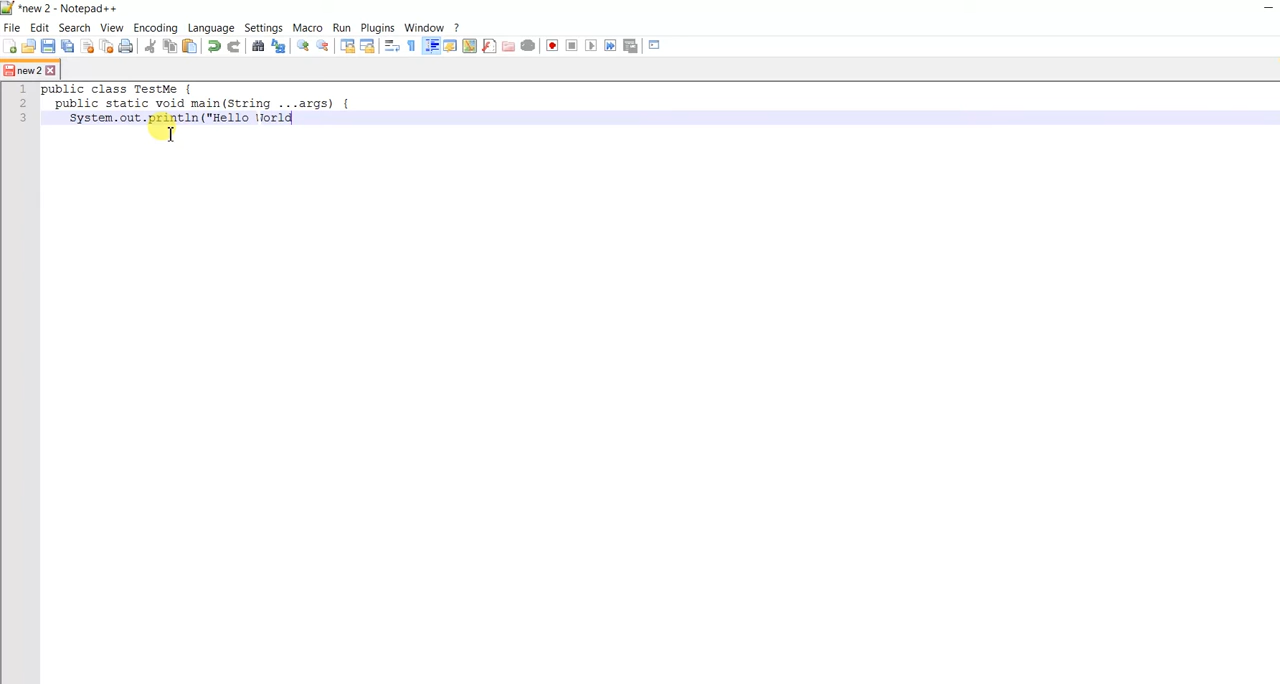 *new 2 - Notepad++
File Edit Search View Encoding Language Settings Macro Run Plugins Window ?
new 2
1 public class TestMe {
2 public static void main(String ...args) {
3 System.out.println("Hello World